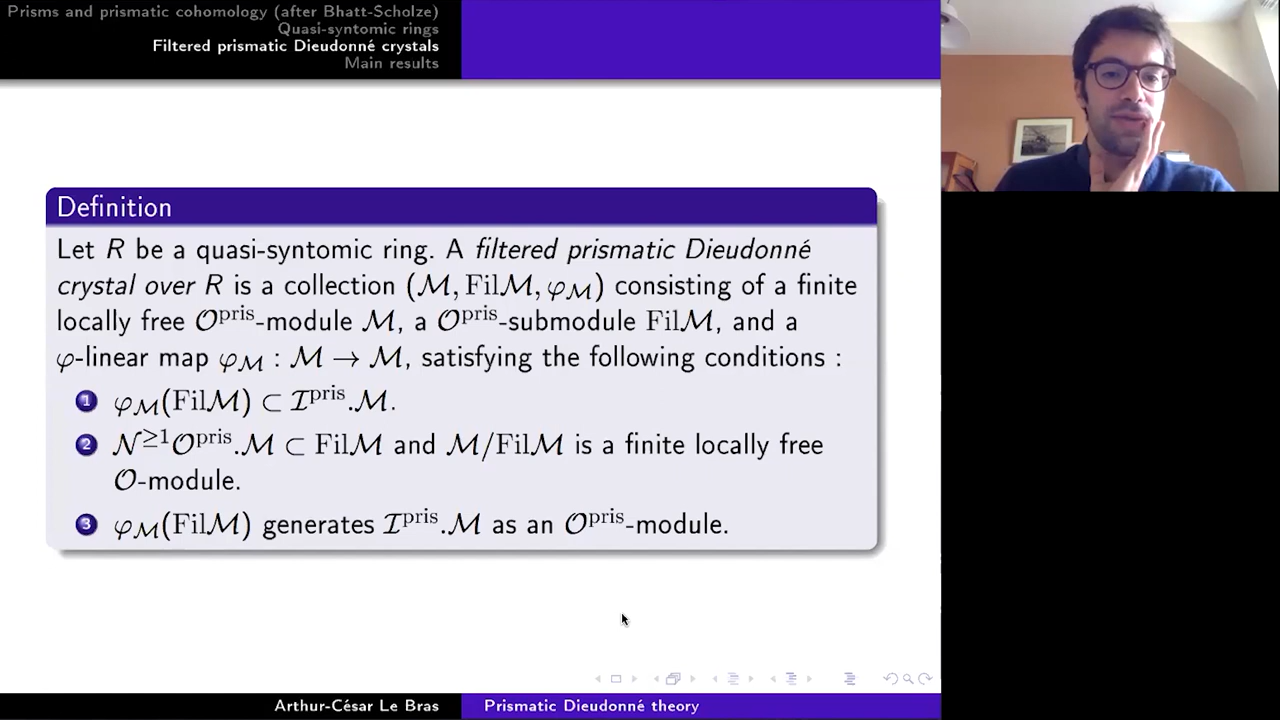 Prisms and prismatic cohomology (after Bhatt-Scholze)
Quasi-syntomic rings
Filtered prismatic Dieudonné crystals
Main results
Definition
Let R be a quasi-syntomic ring. A filtered prismatic Dieudonné
crystal over R is a collection (ℳ, Filℳ, φ_ℳ) consisting of a finite
locally free 𝒪^pris-module ℳ, a 𝒪^pris-submodule Filℳ, and a
φ-linear map φ_ℳ : ℳ → ℳ, satisfying the following conditions :
1 φ_ℳ(Filℳ) ⊂ ℐ^pris.ℳ.
2 𝒩^≥1𝒪^pris.ℳ ⊂ Filℳ and ℳ/Filℳ is a finite locally free
𝒪-module.
3 φ_ℳ(Filℳ) generates ℐ^pris.ℳ as an 𝒪^pris-module.
Arthur-César Le Bras
Prismatic Dieudonné theory